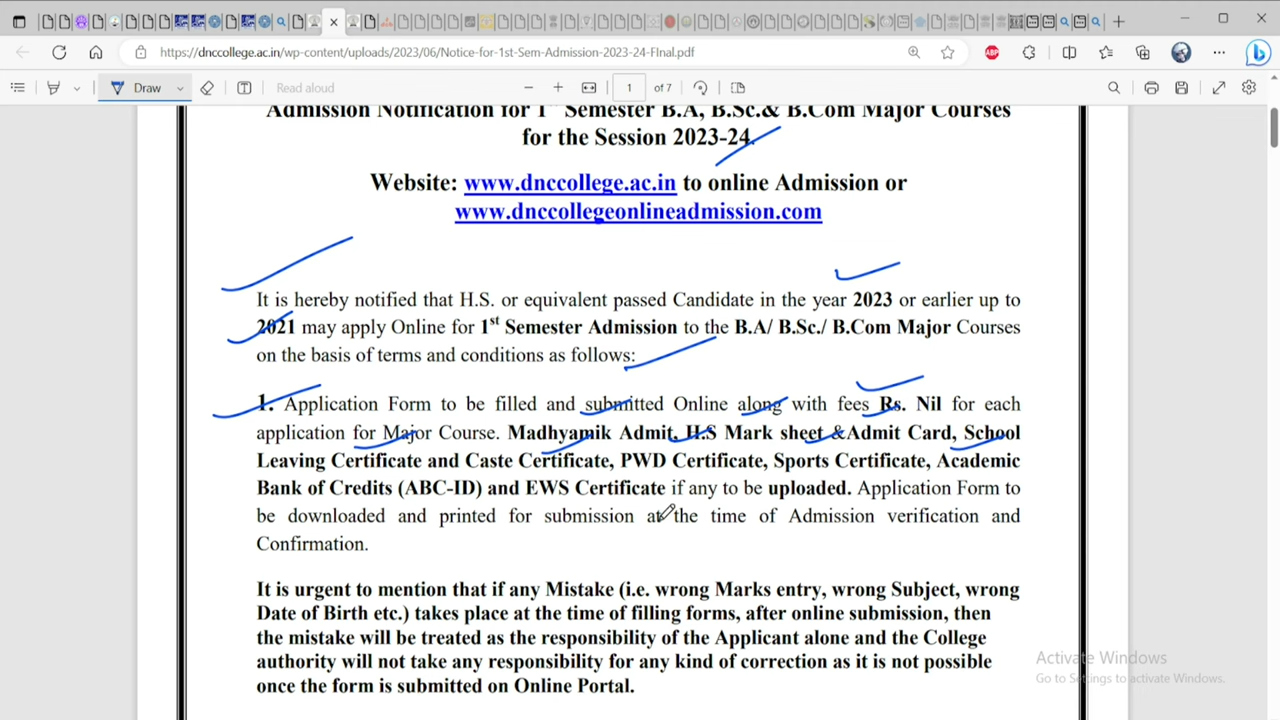 https://dnccollege.ac.in/wp-content/uploads/2023/06/Notice-for-1st-Sem-Admission-2023-24-FInal.pdf
ABP
Draw
Read aloud
1 of 7
Admission Notification for 1st Semester B.A, B.Sc.& B.Com Major Courses
for the Session 2023-24.
Website: www.dnccollege.ac.in to online Admission or
www.dnccollegeonlineadmission.com
It is hereby notified that H.S. or equivalent passed Candidate in the year 2023 or earlier up to
2021 may apply Online for 1st Semester Admission to the B.A/ B.Sc./ B.Com Major Courses
on the basis of terms and conditions as follows:
1. Application Form to be filled and submitted Online along with fees Rs. Nil for each
application for Major Course. Madhyamik Admit, H.S Mark sheet &Admit Card, School
Leaving Certificate and Caste Certificate, PWD Certificate, Sports Certificate, Academic
Bank of Credits (ABC-ID) and EWS Certificate if any to be uploaded. Application Form to
be downloaded and printed for submission at the time of Admission verification and
Confirmation.
It is urgent to mention that if any Mistake (i.e. wrong Marks entry, wrong Subject, wrong
Date of Birth etc.) takes place at the time of filling forms, after online submission, then
the mistake will be treated as the responsibility of the Applicant alone and the College
authority will not take any responsibility for any kind of correction as it is not possible
once the form is submitted on Online Portal.
Activate Windows
Go to Settings to activate Windows.